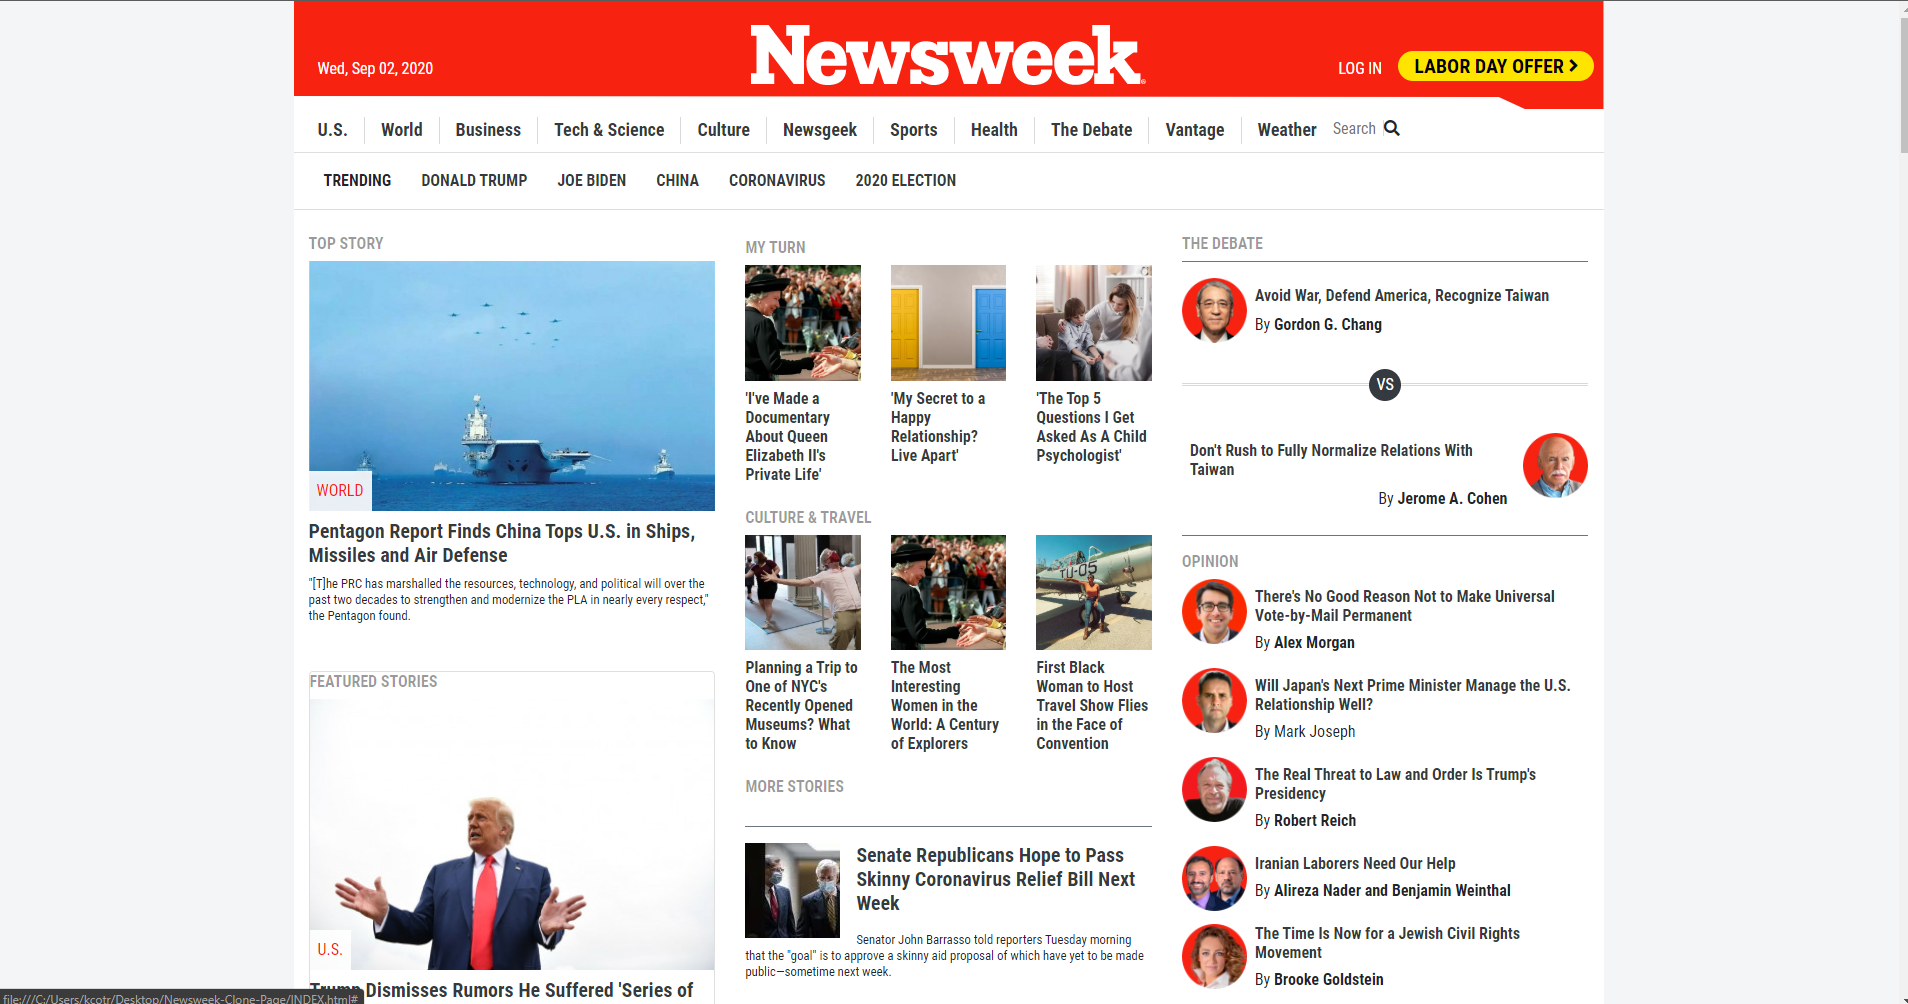 Wed, Sep 02, 2020
Newsweek
LOG IN
LABOR DAY OFFER
U.S.
World
Business
Tech & Science
Culture
Newsgeek
Sports
Health
The Debate
Vantage
Weather
Search
TRENDING
DONALD TRUMP
JOE BIDEN
CHINA
CORONAVIRUS
2020 ELECTION
TOP STORY
WORLD
Pentagon Report Finds China Tops U.S. in Ships,
Missiles and Air Defense
"[T]he PRC has marshalled the resources, technology, and political will over the
past two decades to strengthen and modernize the PLA in nearly every respect,"
the Pentagon found.
FEATURED STORIES
U.S.
Trump Dismisses Rumors He Suffered 'Series of
MY TURN
'I've Made a
Documentary
About Queen
Elizabeth II's
Private Life'
'My Secret to a
Happy
Relationship?
Live Apart'
'The Top 5
Questions I Get
Asked As A Child
Psychologist'
CULTURE & TRAVEL
TU-05
Planning a Trip to
One of NYC's
Recently Opened
Museums? What
to Know
The Most
Interesting
Women in the
World: A Century
of Explorers
First Black
Woman to Host
Travel Show Flies
in the Face of
Convention
MORE STORIES
Senate Republicans Hope to Pass
Skinny Coronavirus Relief Bill Next
Week
Senator John Barrasso told reporters Tuesday morning
that the "goal" is to approve a skinny aid proposal of which have yet to be made
public—sometime next week.
THE DEBATE
Avoid War, Defend America, Recognize Taiwan
By Gordon G. Chang
VS
Don't Rush to Fully Normalize Relations With
Taiwan
By Jerome A. Cohen
OPINION
There's No Good Reason Not to Make Universal
Vote-by-Mail Permanent
By Alex Morgan
Will Japan's Next Prime Minister Manage the U.S.
Relationship Well?
By Mark Joseph
The Real Threat to Law and Order Is Trump's
Presidency
By Robert Reich
Iranian Laborers Need Our Help
By Alireza Nader and Benjamin Weinthal
The Time Is Now for a Jewish Civil Rights
Movement
By Brooke Goldstein
file:///C:/Users/kcotr/Desktop/Newsweek-Clone-Page/INDEX.html#